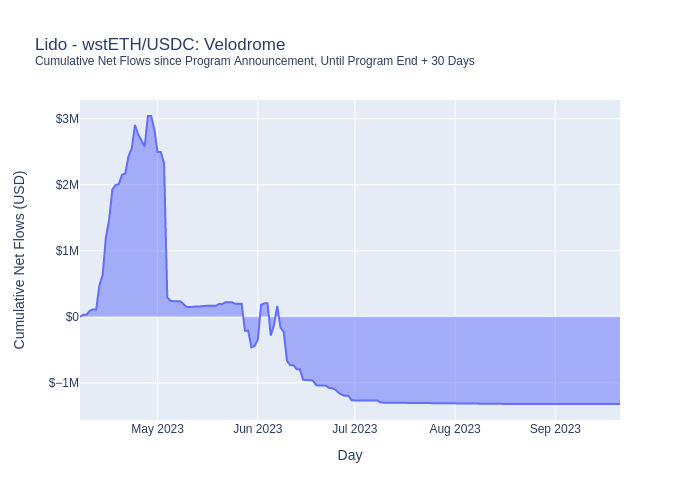 Lido - wstETH/USDC: Velodrome
Cumulative Net Flows since Program Announcement, Until Program End + 30 Days
$3M
$2M
$1M
$0
$−1M
Cumulative Net Flows (USD)
May 2023
Jun 2023
Jul 2023
Aug 2023
Sep 2023
Day